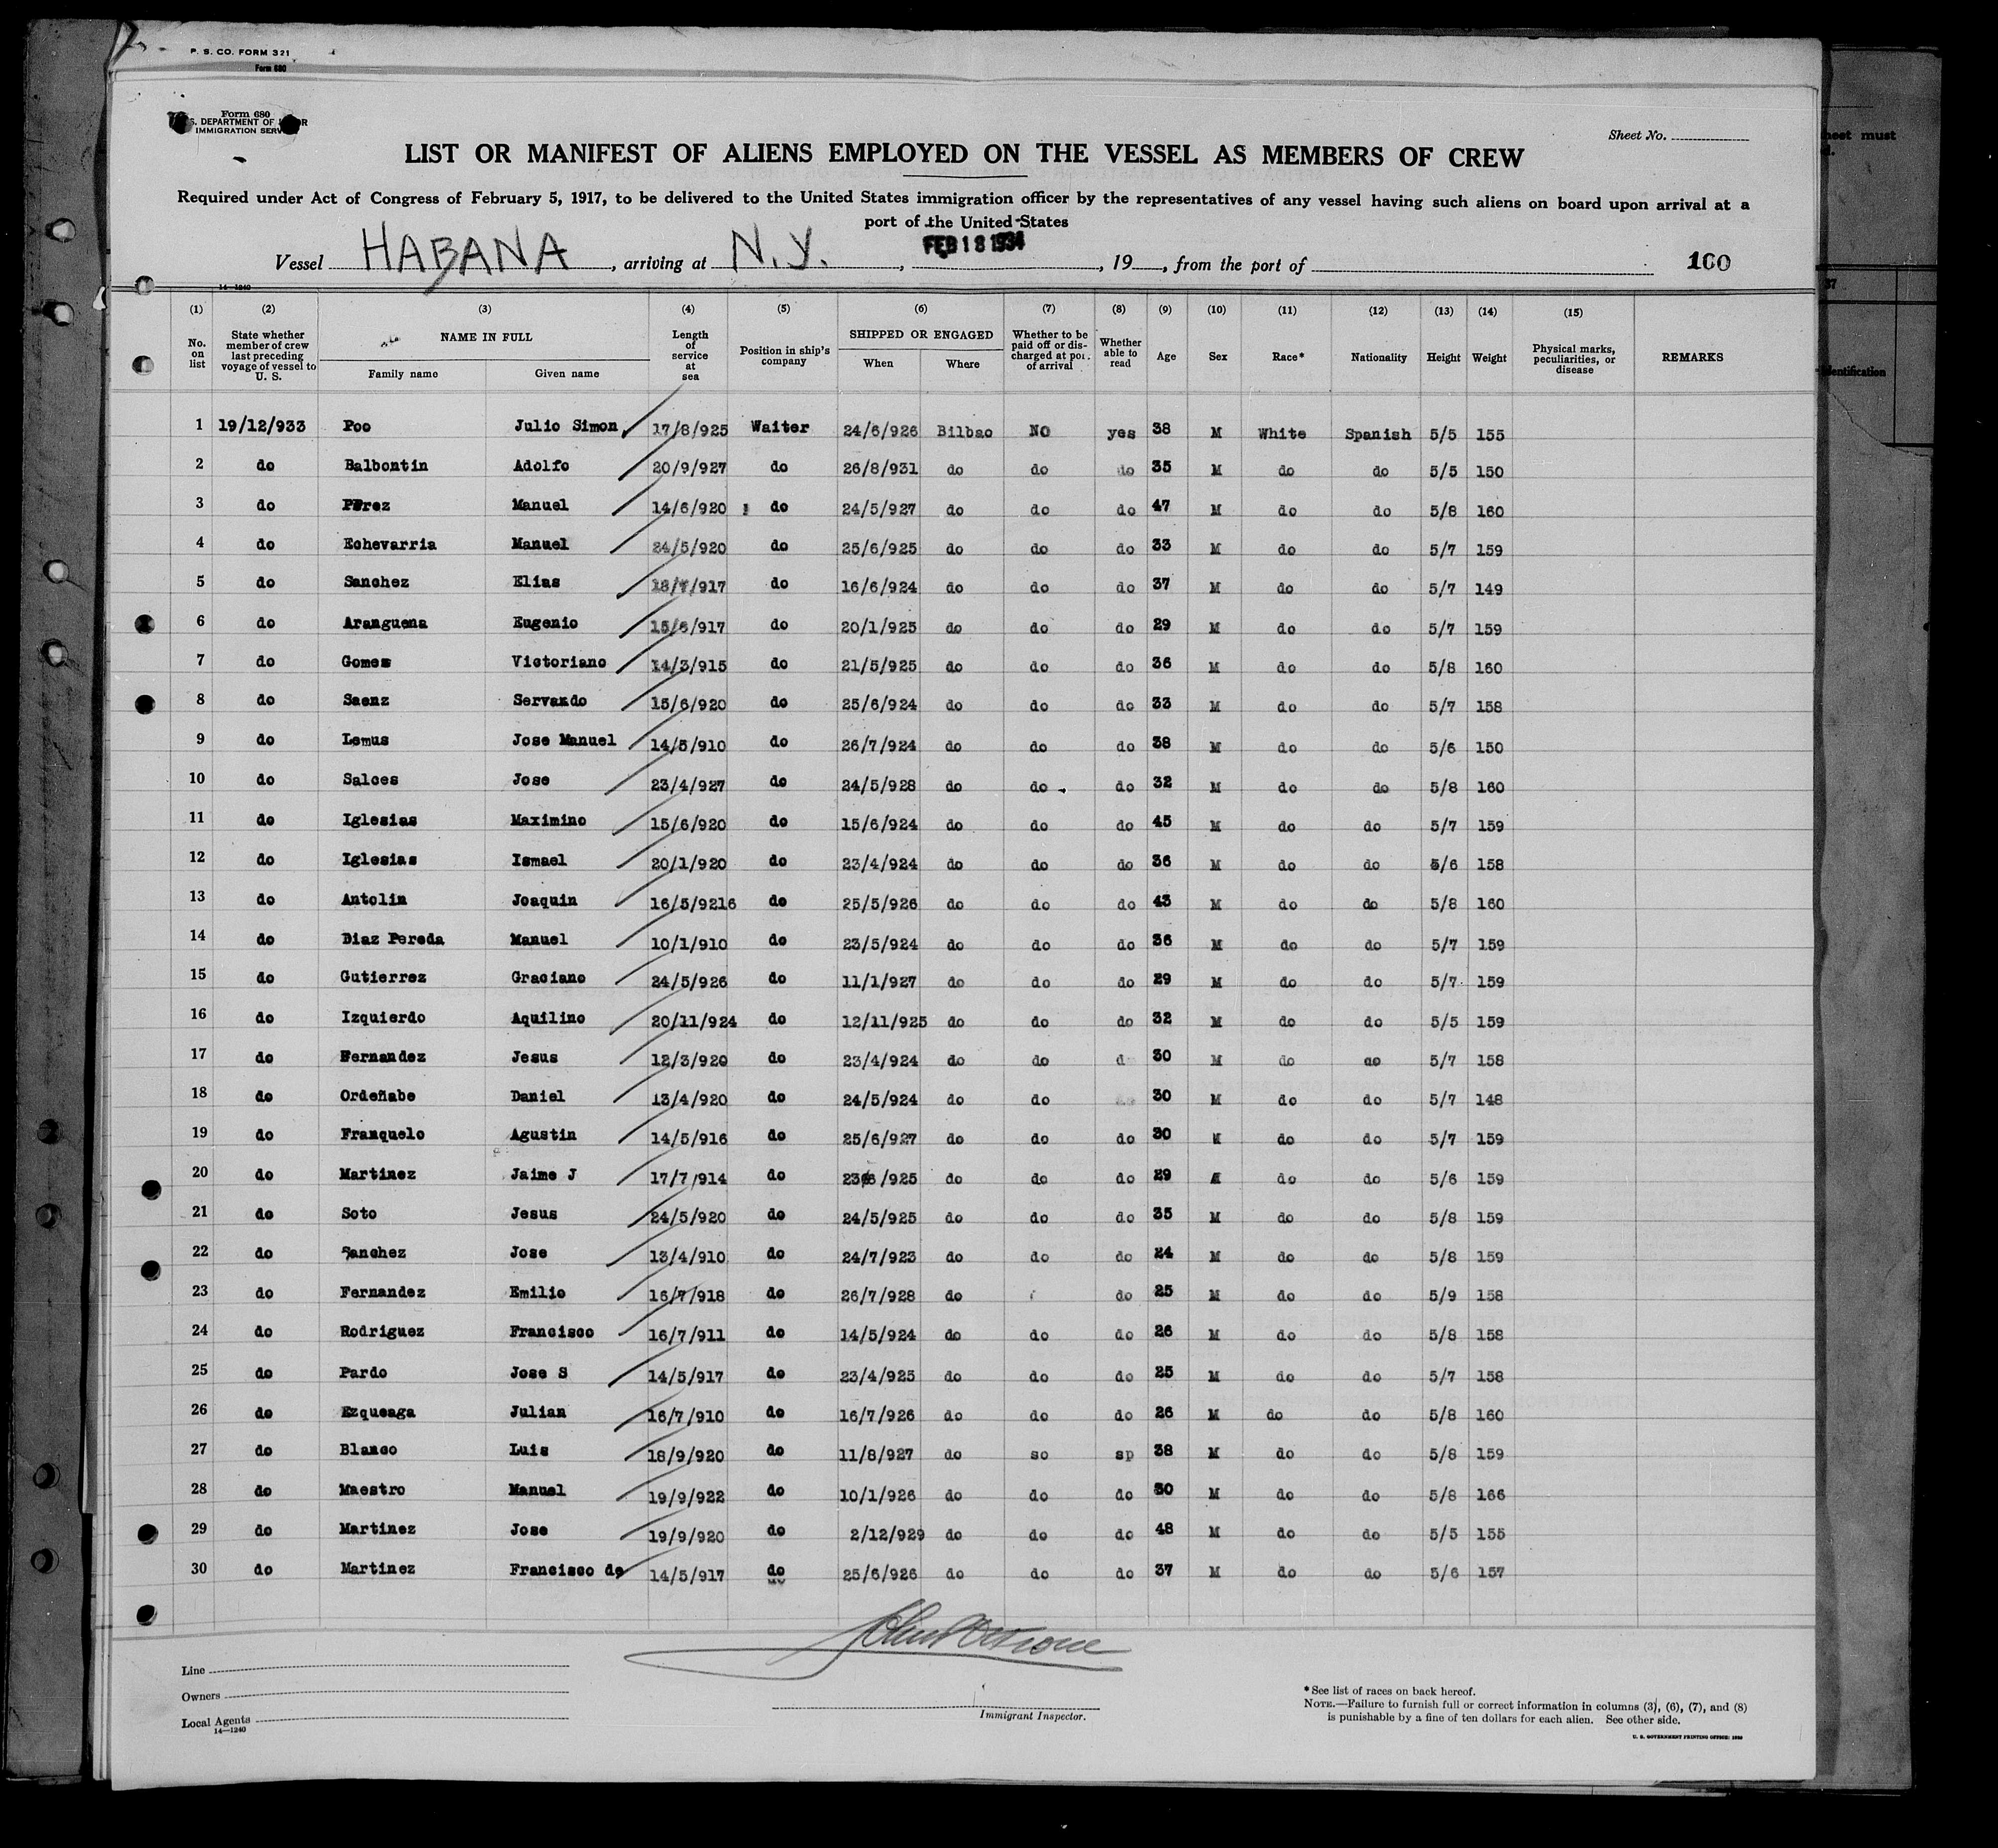 P. S. CO. FORM 321
Form 680
Form 680
S. DEPARTMENT OF
IMMIGRATION SERV
Sheet No.
LIST OR MANIFEST OF ALIENS EMPLOYED ON THE VESSEL AS MEMBERS OF CREW
Required under Act of Congress of February 5, 1917, to be delivered to the United States immigration officer by the representatives of any vessel having such aliens on board upon arrival at a
port of the United States
Vessel HABANA, arriving at N.Y., FEB 18 1934, 19, from the port of 100
14—1240
(1) (2) (3) (4) (5) (6) (7) (8) (9) (10) (11) (12) (13) (14) (15)
No. on list State whether member of crew last preceding voyage of vessel to U. S. NAME IN FULL Family name Given name Length of service at sea Position in ship's company SHIPPED OR ENGAGED When Where Whether to be paid off or discharged at port of arrival Whether able to read Age Sex Race* Nationality Height Weight Physical marks, peculiarities, or disease REMARKS
1 19/12/933 Poo Julio Simon 17/8/925 Waiter 24/6/926 Bilbao NO yes 38 M White Spanish 5/5 155
2 do Balbontin Adolfo 20/9/927 do 26/8/931 do do do 35 M do do 5/5 150
3 do Perez Manuel 14/6/920 do 24/5/927 do do do 47 M do do 5/8 160
4 do Echevarria Manuel 24/5/920 do 25/6/925 do do do 33 M do do 5/7 159
5 do Sanchez Elias 18/7/917 do 16/6/924 do do do 37 M do do 5/7 149
6 do Aranguena Eugenio 15/6/917 do 20/1/925 do do do 29 M do do 5/7 159
7 do Gomez Victoriano 14/3/915 do 21/5/925 do do do 36 M do do 5/8 160
8 do Saenz Servando 15/6/920 do 25/6/924 do do do 33 M do do 5/7 158
9 do Lemus Jose Manuel 14/5/910 do 26/7/924 do do do 38 M do do 5/6 150
10 do Salces Jose 23/4/927 do 24/5/928 do do do 32 M do do 5/8 160
11 do Iglesias Maximino 15/6/920 do 15/6/924 do do do 45 M do do 5/7 159
12 do Iglesias Ismael 20/1/920 do 23/4/924 do do do 36 M do do 5/6 158
13 do Antolin Joaquin 16/5/9216 do 25/5/926 do do do 43 M do do 5/8 160
14 do Diaz Pereda Manuel 10/1/910 do 23/5/924 do do do 36 M do do 5/7 159
15 do Gutierrez Graciano 24/5/926 do 11/1/927 do do do 29 M do do 5/7 159
16 do Izquierdo Aquilino 20/11/924 do 12/11/925 do do do 32 M do do 5/5 159
17 do Fernandez Jesus 12/3/920 do 23/4/924 do do d 30 M do do 5/7 158
18 do Ordeñabe Daniel 13/4/920 do 24/5/924 do do 30 M do do 5/7 148
19 do Franquelo Agustin 14/5/916 do 25/6/927 do do do 30 M do do 5/7 159
20 do Martinez Jaime J 17/7/914 do 23/6/925 do do do 29 M do do 5/6 159
21 do Soto Jesus 24/5/920 do 24/5/925 do do do 35 M do do 5/8 159
22 do Sanchez Jose 13/4/910 do 24/7/923 do do do 24 M do do 5/8 159
23 do Fernandez Emilio 16/7/918 do 26/7/928 do do 25 M do do 5/9 158
24 do Rodriguez Francisco 16/7/911 do 14/5/924 do do do 26 M do do 5/8 158
25 do Pardo Jose S 14/5/917 do 23/4/925 do do do 25 M do do 5/7 158
26 do Ezqueaga Julian 16/7/910 do 16/7/926 do do do 26 M do do 5/8 160
27 do Blanco Luis 18/9/920 do 11/8/927 do so sp 38 M do do 5/8 159
28 do Maestro Manuel 19/9/922 do 10/1/926 do do do 30 M do do 5/8 166
29 do Martinez Jose 19/9/920 do 2/12/929 do do do 48 M do do 5/5 155
30 do Martinez Francisco de 14/5/917 do 25/6/926 do do do 37 M do do 5/6 157
Line
Owners
Local Agents
14—1240
Immigrant Inspector.
*See list of races on back hereof.
NOTE.—Failure to furnish full or correct information in columns (3), (6), (7), and (8)
is punishable by a fine of ten dollars for each alien. See other side.
U. S. GOVERNMENT PRINTING OFFICE: 1930